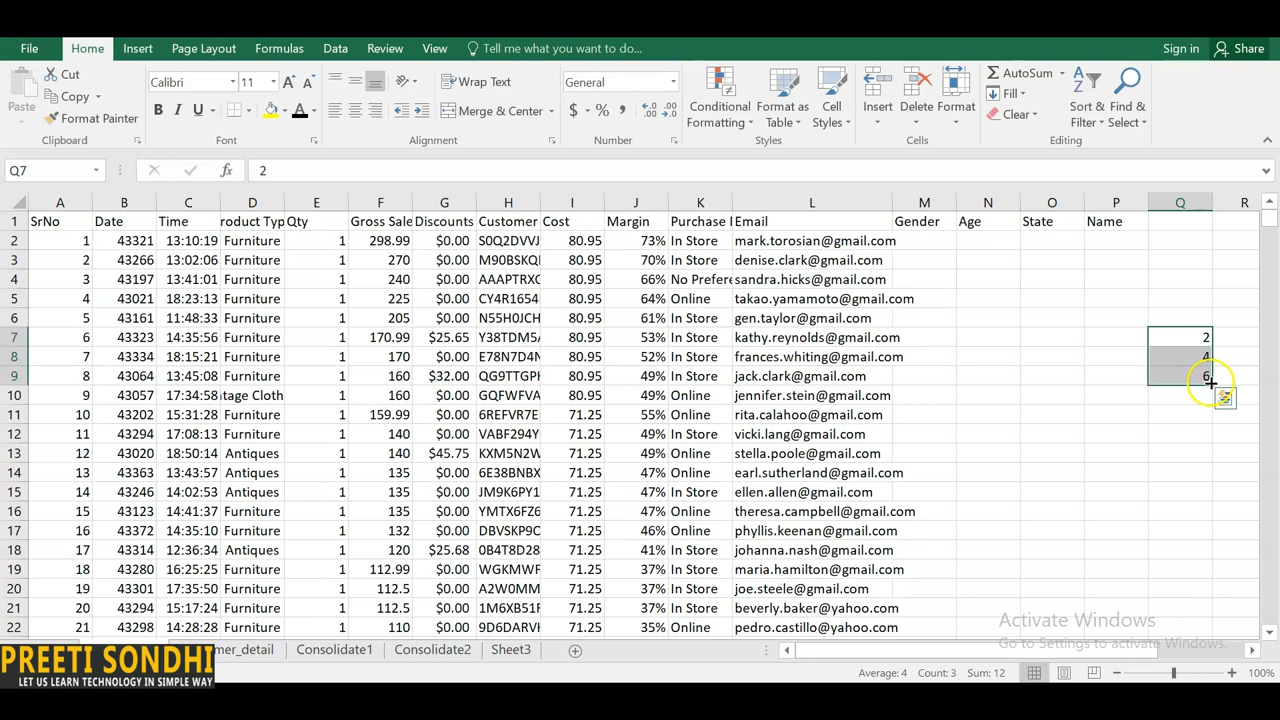 File Home Insert Page Layout Formulas Data Review View Tell me what you want to do... Sign in Share
Paste Cut Copy Format Painter Clipboard
Calibri 11 A A B I U A Font
Wrap Text Merge & Center Alignment
General $ % , Number
Conditional Formatting Format as Table Cell Styles Styles
Insert Delete Format Cells
AutoSum Fill Clear Sort & Filter Find & Select Editing
Q7 fx 2
A B C D E F G H I J K L M N O P Q R
1 SrNo Date Time roduct Typ Qty Gross Sale Discounts Customer Cost Margin Purchase Email Gender Age State Name
2 1 43321 13:10:19 Furniture 1 298.99 $0.00 S0Q2DVVJ 80.95 73% In Store mark.torosian@gmail.com
3 2 43266 13:02:06 Furniture 1 270 $0.00 M90BSKQ 80.95 70% In Store denise.clark@gmail.com
4 3 43197 13:41:01 Furniture 1 240 $0.00 AAAPTRX 80.95 66% No Prefere sandra.hicks@gmail.com
5 4 43021 18:23:13 Furniture 1 225 $0.00 CY4R1654 80.95 64% Online takao.yamamoto@gmail.com
6 5 43161 11:48:33 Furniture 1 205 $0.00 N55H0JCH 80.95 61% In Store gen.taylor@gmail.com
7 6 43323 14:35:56 Furniture 1 170.99 $25.65 Y38TDM5 80.95 53% In Store kathy.reynolds@gmail.com 2
8 7 43334 18:15:21 Furniture 1 170 $0.00 E78N7D4N 80.95 52% In Store frances.whiting@gmail.com 4
9 8 43064 13:45:08 Furniture 1 160 $32.00 QG9TTGP 80.95 49% In Store jack.clark@gmail.com 6
10 9 43057 17:34:58 tage Cloth 1 160 $0.00 GQFWFVA 80.95 49% Online jennifer.stein@gmail.com
11 10 43202 15:31:28 Furniture 1 159.99 $0.00 6REFVR7E 71.25 55% Online rita.calahoo@gmail.com
12 11 43294 17:08:13 Furniture 1 140 $0.00 VABF294Y 71.25 49% In Store vicki.lang@gmail.com
13 12 43020 18:50:14 Antiques 1 140 $45.75 KXM5N2W 71.25 49% Online stella.poole@gmail.com
14 13 43363 13:43:57 Antiques 1 135 $0.00 6E38BNBX 71.25 47% Online earl.sutherland@gmail.com
15 14 43246 14:02:53 Antiques 1 135 $0.00 JM9K6PY1 71.25 47% In Store ellen.allen@gmail.com
16 15 43123 14:41:37 Furniture 1 135 $0.00 YMTX6FZ 71.25 47% Online theresa.campbell@gmail.com
17 16 43372 14:35:10 Furniture 1 132 $0.00 DBVSKP9C 71.25 46% Online phyllis.keenan@gmail.com
18 17 43314 12:36:34 Antiques 1 120 $25.68 0B4T8D28 71.25 41% In Store johanna.nash@gmail.com
19 18 43280 16:25:25 Furniture 1 112.99 $0.00 WGKMWF 71.25 37% In Store maria.hamilton@gmail.com
20 19 43301 17:35:50 Furniture 1 112.5 $0.00 A2W0MM 71.25 37% In Store joe.steele@gmail.com
21 20 43294 15:17:24 Furniture 1 112.5 $0.00 1M6XB51F 71.25 37% In Store beverly.baker@yahoo.com
22 21 43298 14:28:28 Furniture 1 110 $0.00 9D6DARVH 71.25 35% Online pedro.castillo@yahoo.com
Activate Windows
Go to Settings to activate Windows.
mer_detail Consolidate1 Consolidate2 Sheet3
PREETI SONDHI
LET US LEARN TECHNOLOGY IN SIMPLE WAY
Average: 4 Count: 3 Sum: 12 100%